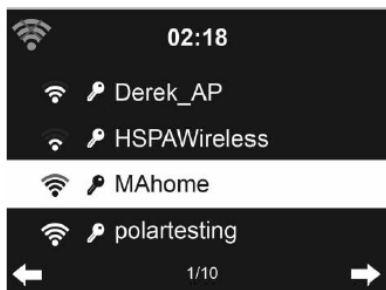 02:18
Derek_AP
HSPAWireless
MAhome
polartesting
1/10